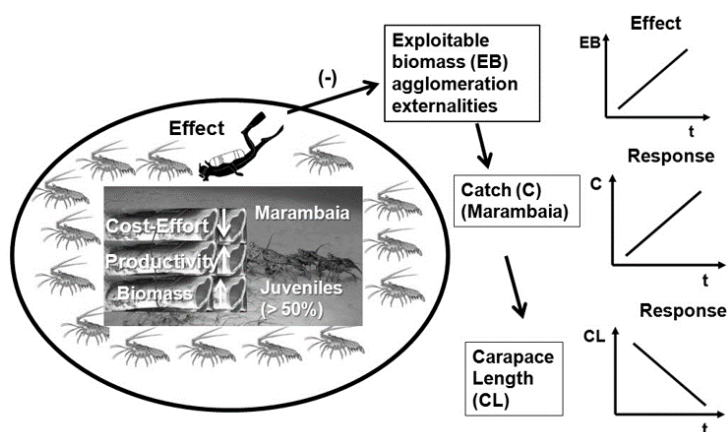 Effect
(-)
Cost-Effort
Productivity
Biomass
Marambaia
Juveniles
(> 50%)
Exploitable
biomass (EB)
agglomeration
externalities
Catch (C)
(Marambaia)
Carapace
Length
(CL)
Effect
EB
t
Response
C
t
Response
CL
t